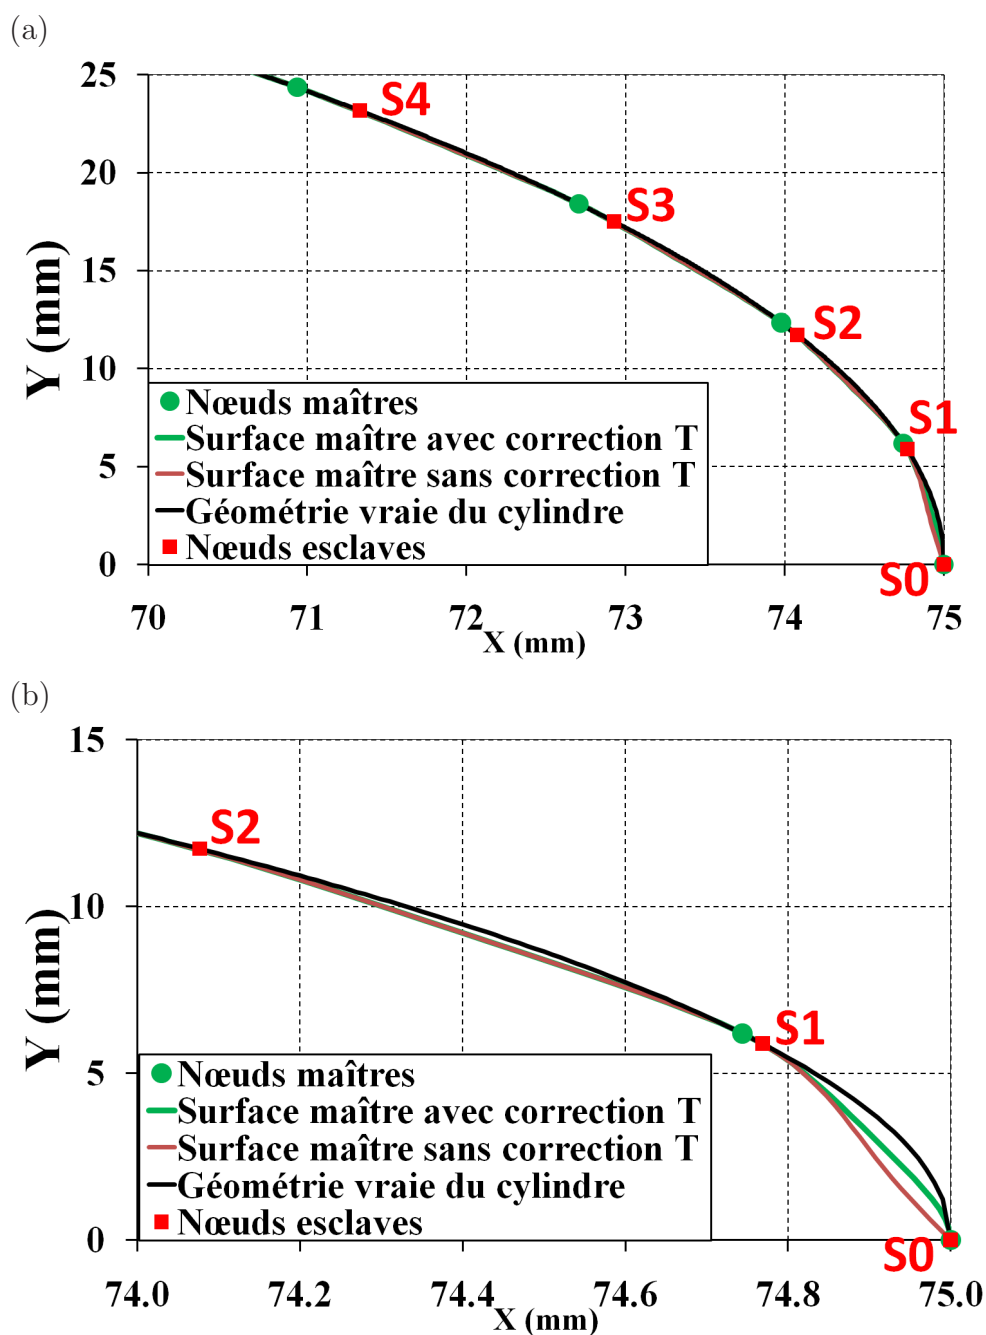 (a)
25
20
15
10
5
0
Y (mm)
S4
S3
S2
S1
S0
Nœuds maîtres
Surface maître avec correction T
Surface maître sans correction T
Géométrie vraie du cylindre
Nœuds esclaves
70 71 72 73 74 75
X (mm)
(b)
15
10
5
0
Y (mm)
S2
S1
S0
Nœuds maîtres
Surface maître avec correction T
Surface maître sans correction T
Géométrie vraie du cylindre
Nœuds esclaves
74.0 74.2 74.4 74.6 74.8 75.0
X (mm)